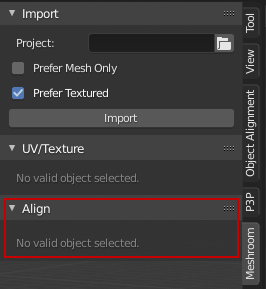 Import
Project:
Prefer Mesh Only
Prefer Textured
Import
UV/Texture
No valid object selected.
Align
No valid object selected.
Tool
View
Object Alignment
P3P
Meshroom